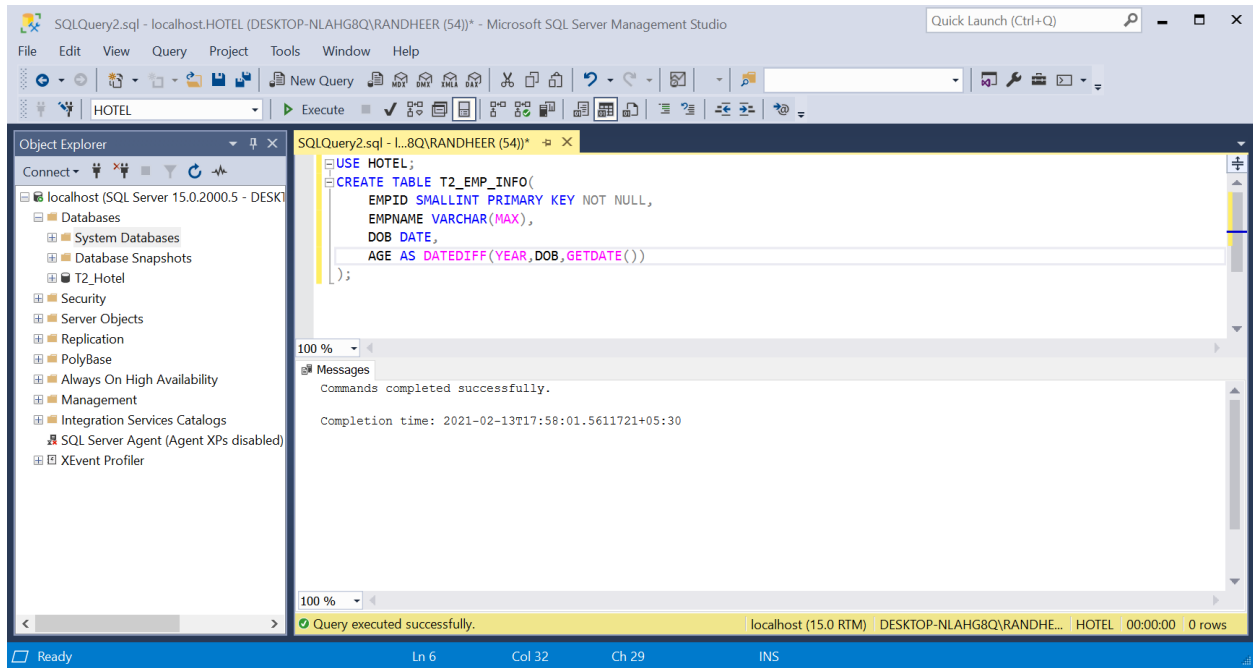 SQLQuery2.sql - localhost.HOTEL (DESKTOP-NLAHG8Q\RANDHEER (54))* - Microsoft SQL Server Management Studio
Quick Launch (Ctrl+Q)
File Edit View Query Project Tools Window Help
New Query MDX DMX XMLA DAX
HOTEL Execute
Object Explorer
SQLQuery2.sql - l...8Q\RANDHEER (54))*
Connect
localhost (SQL Server 15.0.2000.5 - DESKT
Databases
System Databases
Database Snapshots
T2_Hotel
Security
Server Objects
Replication
PolyBase
Always On High Availability
Management
Integration Services Catalogs
SQL Server Agent (Agent XPs disabled)
XEvent Profiler
USE HOTEL;
CREATE TABLE T2_EMP_INFO(
EMPID SMALLINT PRIMARY KEY NOT NULL,
EMPNAME VARCHAR(MAX),
DOB DATE,
AGE AS DATEDIFF(YEAR,DOB,GETDATE())
);
100 %
Messages
Commands completed successfully.
Completion time: 2021-02-13T17:58:01.5611721+05:30
100 %
Query executed successfully.
localhost (15.0 RTM) DESKTOP-NLAHG8Q\RANDHE... HOTEL 00:00:00 0 rows
Ready Ln 6 Col 32 Ch 29 INS